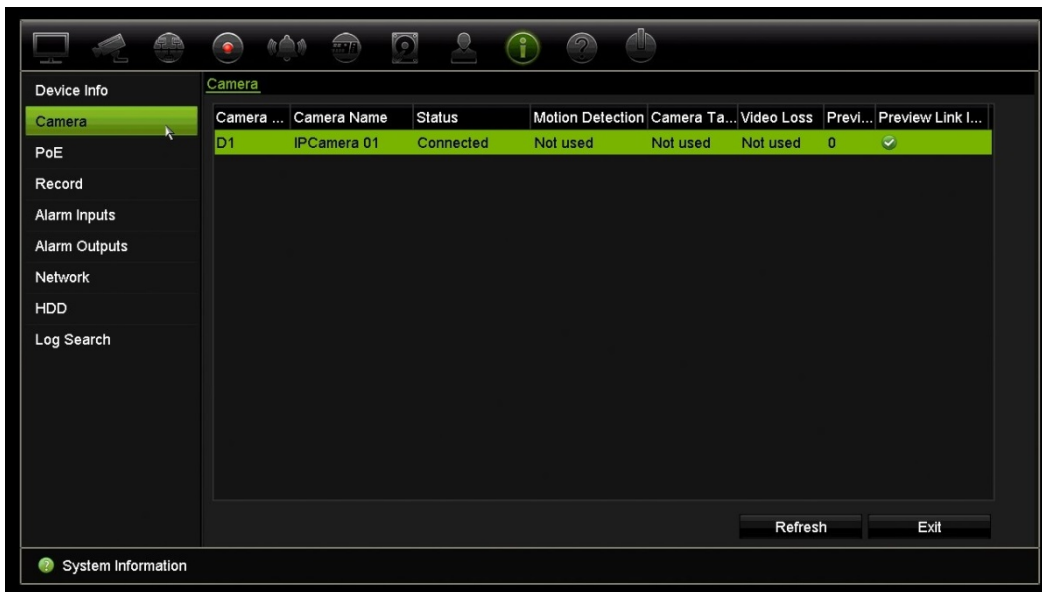 Device Info
Camera
PoE
Record
Alarm Inputs
Alarm Outputs
Network
HDD
Log Search
Camera
Camera ... Camera Name Status Motion Detection Camera Ta... Video Loss Previ... Preview Link I...
D1 IPCamera 01 Connected Not used Not used Not used 0
Refresh Exit
System Information